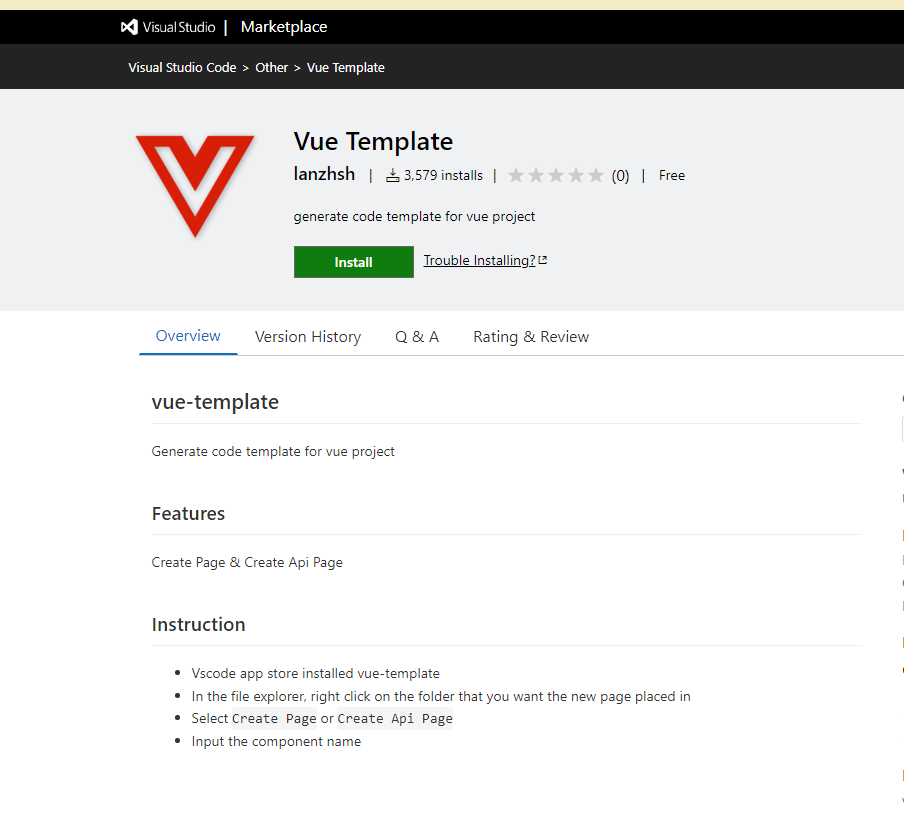 Visual Studio | Marketplace
Visual Studio Code > Other > Vue Template
Vue Template
lanzhsh | 3,579 installs | (0) | Free
generate code template for vue project
Install Trouble Installing?
Overview Version History Q & A Rating & Review
vue-template
Generate code template for vue project
Features
Create Page & Create Api Page
Instruction
Vscode app store installed vue-template
In the file explorer, right click on the folder that you want the new page placed in
Select Create Page or Create Api Page
Input the component name